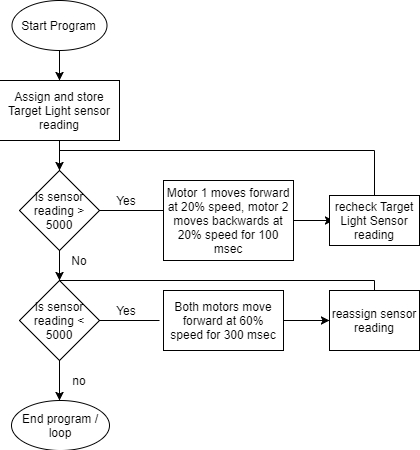 Start Program
Assign and store
Target Light sensor
reading
Is sensor
reading >
5000
Yes
Motor 1 moves forward
at 20% speed, motor 2
moves backwards at
20% speed for 100
msec
recheck Target
Light Sensor
reading
No
Is sensor
reading <
5000
Yes
Both motors move
forward at 60%
speed for 300 msec
reassign sensor
reading
no
End program /
loop